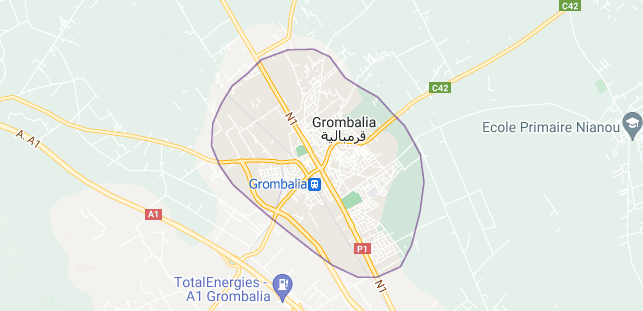 C42
C42
N1
Grombalia
قرمبالية
Ecole Primaire Nianou
A. A1
Grombalia
A1
P1
TotalEnergies -
A1 Grombalia
N1